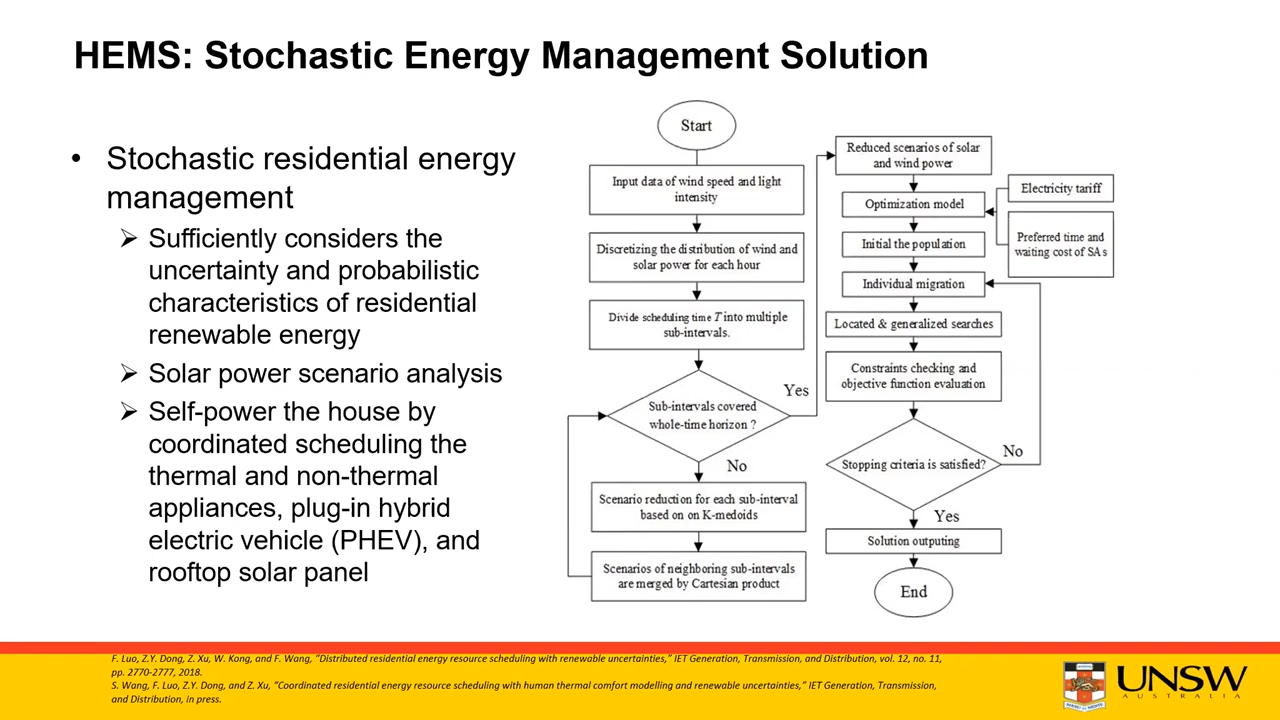 HEMS: Stochastic Energy Management Solution
• Stochastic residential energy
management
➢ Sufficiently considers the
uncertainty and probabilistic
characteristics of residential
renewable energy
➢ Solar power scenario analysis
➢ Self-power the house by
coordinated scheduling the
thermal and non-thermal
appliances, plug-in hybrid
electric vehicle (PHEV), and
rooftop solar panel
Start
Input data of wind speed and light
intensity
Discretizing the distribution of wind and
solar power for each hour
Divide scheduling time T into multiple
sub-intervals.
Sub-intervals covered
whole-time horizon ?
Yes
No
Scenario reduction for each sub-interval
based on on K-medoids
Scenarios of neighboring sub-intervals
are merged by Cartesian product
Reduced scenarios of solar
and wind power
Optimization model
Electricity tariff
Preferred time and
waiting cost of SAs
Initial the population
Individual migration
Located & generalized searches
Constraints checking and
objective function evaluation
Stopping criteria is satisfied?
No
Yes
Solution outputing
End
F. Luo, Z.Y. Dong, Z. Xu, W. Kong, and F. Wang, "Distributed residential energy resource scheduling with renewable uncertainties," IET Generation, Transmission, and Distribution, vol. 12, no. 11,
pp. 2770-2777, 2018.
S. Wang, F. Luo, Z.Y. Dong, and Z. Xu, "Coordinated residential energy resource scheduling with human thermal comfort modelling and renewable uncertainties," IET Generation, Transmission,
and Distribution, in press.
UNSW
AUSTRALIA